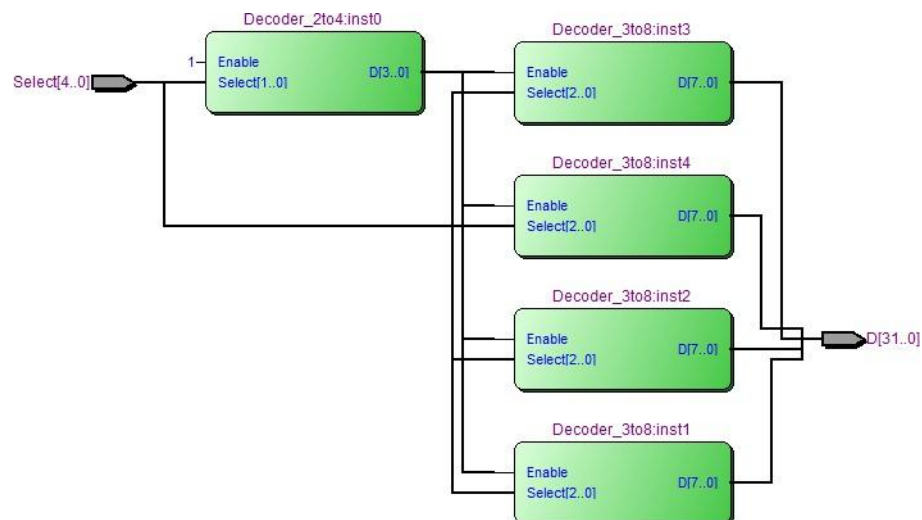 Decoder_2to4:inst0
Select[4..0]
1
Enable
Select[1..0]
D[3..0]
Decoder_3to8:inst3
Enable
Select[2..0]
D[7..0]
Decoder_3to8:inst4
Enable
Select[2..0]
D[7..0]
Decoder_3to8:inst2
Enable
Select[2..0]
D[7..0]
Decoder_3to8:inst1
Enable
Select[2..0]
D[7..0]
D[31..0]